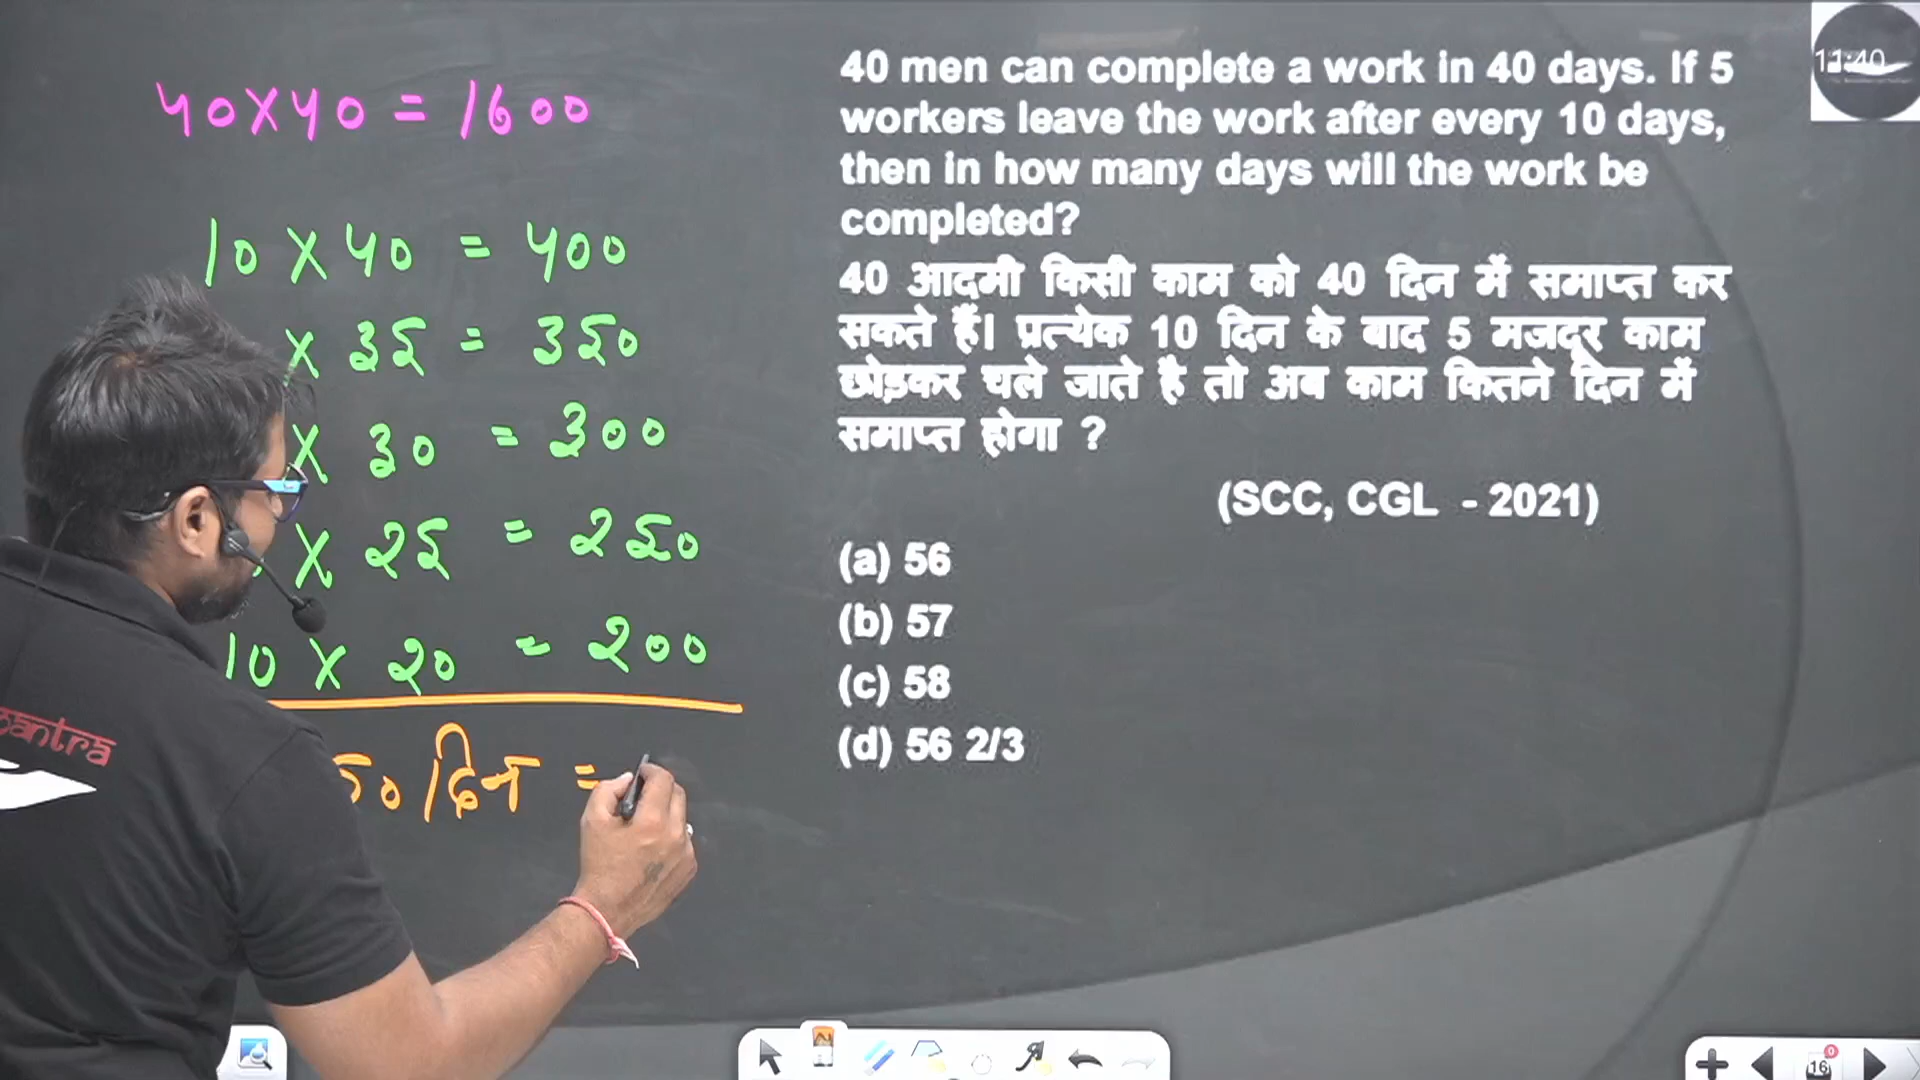 40X40 = 1600
10 X 40 = 400
X 35 = 350
X 30 = 300
X 25 = 250
10 X 20 = 200
50 दिन =
40 men can complete a work in 40 days. If 5
workers leave the work after every 10 days,
then in how many days will the work be
completed?
40 आदमी किसी काम को 40 दिन में समाप्त कर
सकते हैं। प्रत्येक 10 दिन के बाद 5 मजदूर काम
छोड़कर चले जाते है तो अब काम कितने दिन में
समाप्त होगा ?
(SCC, CGL - 2021)
(a) 56
(b) 57
(c) 58
(d) 56 2/3
11:40
16
0